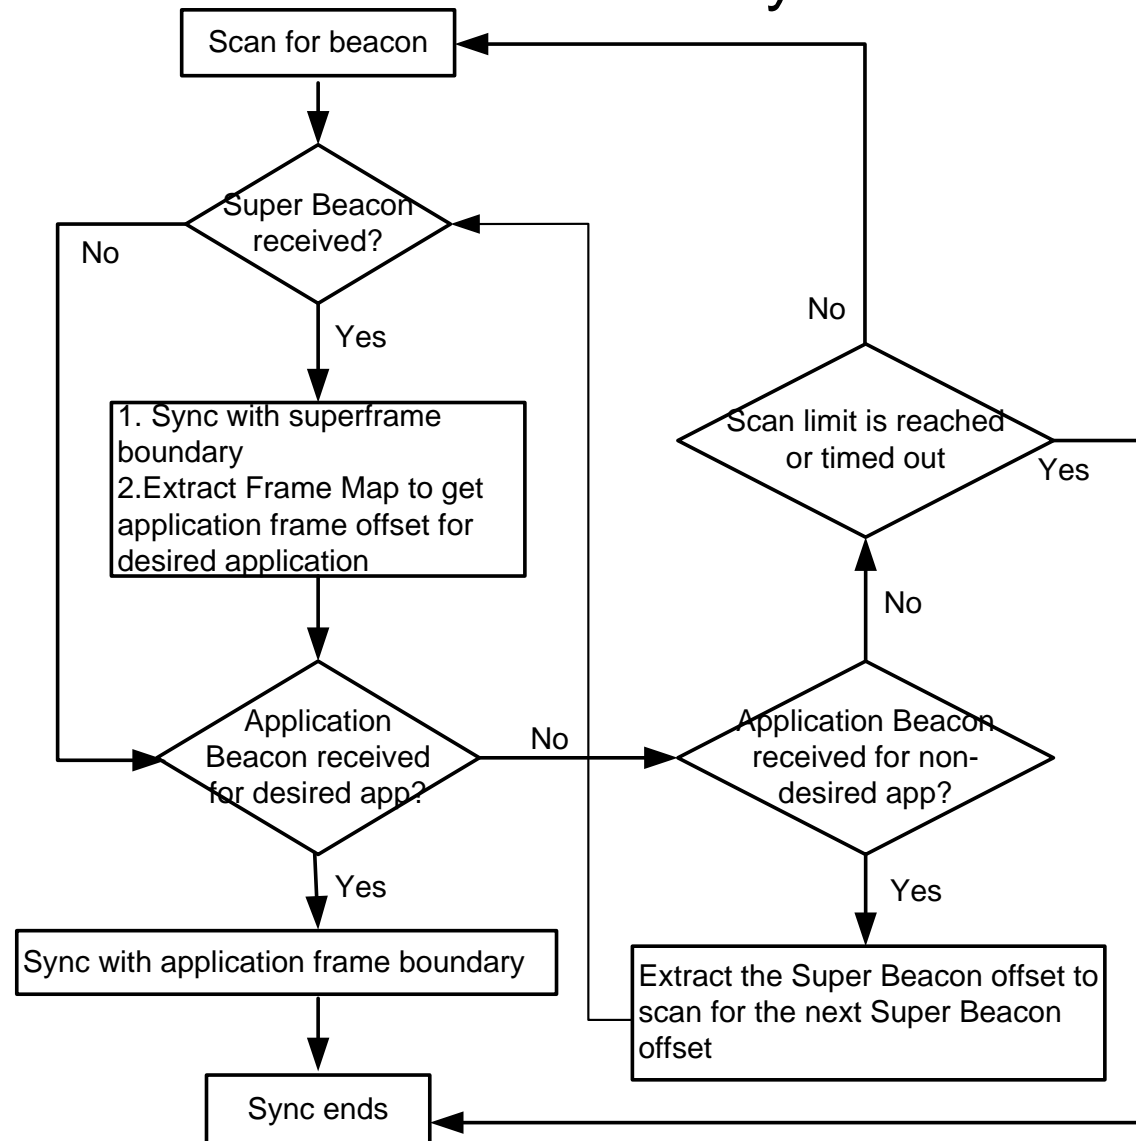 Scan for beacon
Super Beacon
received?
No
Yes
No
1. Sync with superframe
boundary
2.Extract Frame Map to get
application frame offset for
desired application
Scan limit is reached
or timed out
Yes
No
Application
Beacon received
for desired app?
No
Application Beacon
received for non-
desired app?
Yes
Yes
Sync with application frame boundary
Extract the Super Beacon offset to
scan for the next Super Beacon
offset
Sync ends